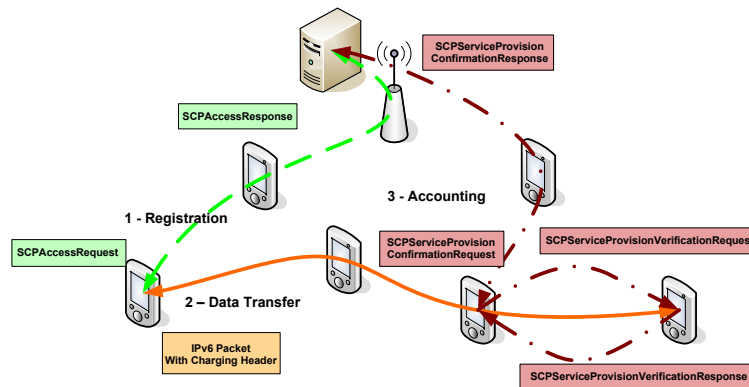 SCPServiceProvision
ConfirmationResponse
SCPAccessResponse
3 - Accounting
1 - Registration
SCPAccessRequest
SCPServiceProvision
ConfirmationRequest
SCPServiceProvisionVerificationRequest
2 – Data Transfer
IPv6 Packet
With Charging Header
SCPServiceProvisionVerificationResponse